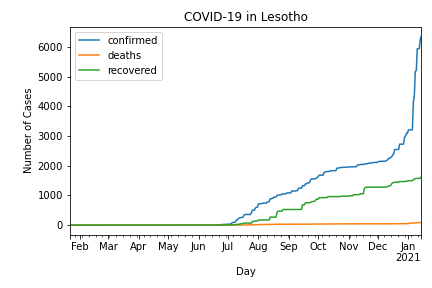 COVID-19 in Lesotho
confirmed
deaths
recovered
Number of Cases
6000
5000
4000
3000
2000
1000
0
Feb Mar Apr May Jun Jul Aug Sep Oct Nov Dec Jan
2021
Day